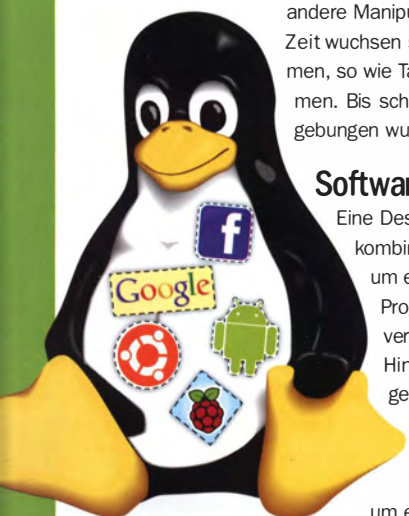 andere Manipu
Zeit wuchsen s
men, so wie Ta
men. Bis sch
gebungen wu
Softwar
Eine Des
kombin
um e
Pro
ver
Hin
ge
um e
f
Google